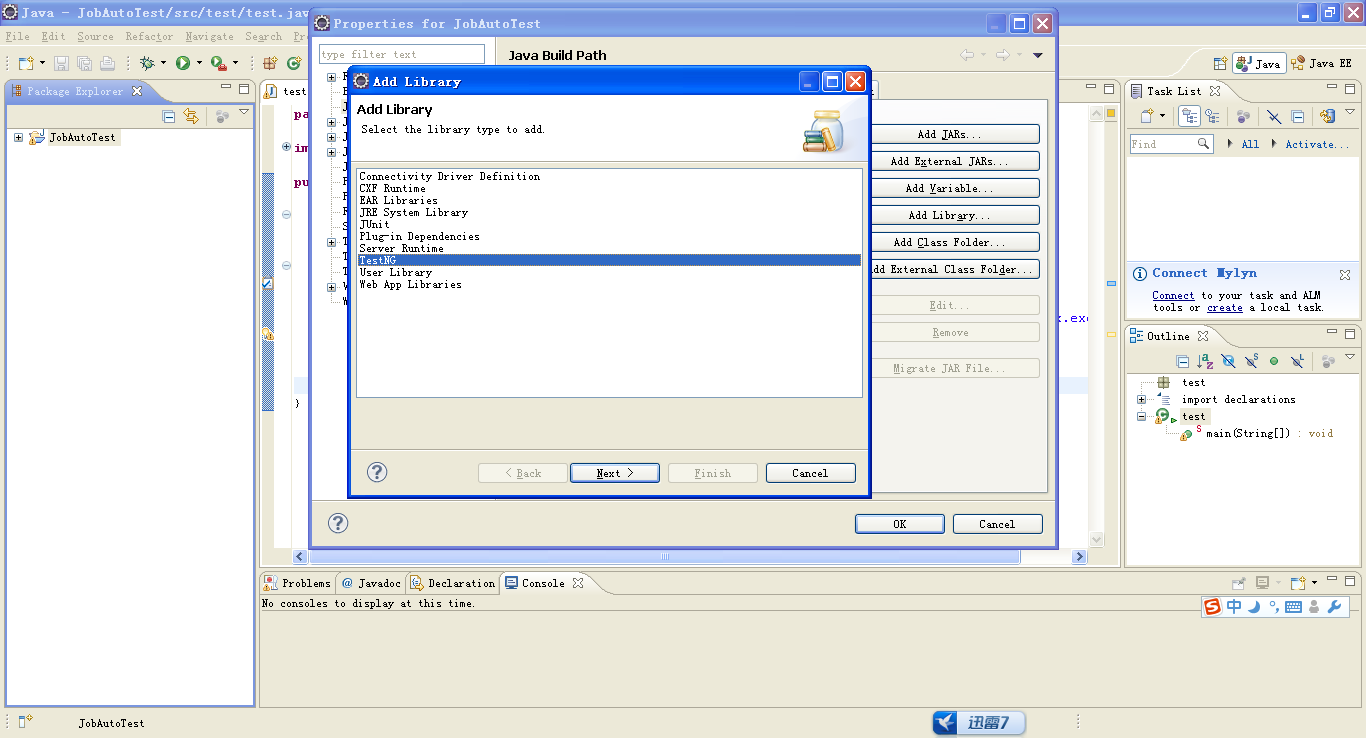 Java - JobAutoTest/src/test/test.jav
File Edit Source Refactor Navigate Search Pr
Java
Java EE
Package Explorer
JobAutoTest
test
pa
im
pu
}
x.exe
Properties for JobAutoTest
type filter text
Java Build Path
Add JARs...
Add External JARs...
Add Variable...
Add Library...
Add Class Folder...
dd External Class Folder...
Edit...
Remove
Migrate JAR File...
OK
Cancel
Add Library
Add Library
Select the library type to add.
Connectivity Driver Definition
CXF Runtime
EAR Libraries
JRE System Library
JUnit
Plug-in Dependencies
Server Runtime
TestNG
User Library
Web App Libraries
< Back
Next >
Finish
Cancel
Task List
Find
All
Activate...
Connect Mylyn
Connect to your task and ALM
tools or create a local task.
Outline
test
import declarations
test
main(String[]) : void
Problems
@ Javadoc
Declaration
Console
No consoles to display at this time.
中
JobAutoTest
迅雷7